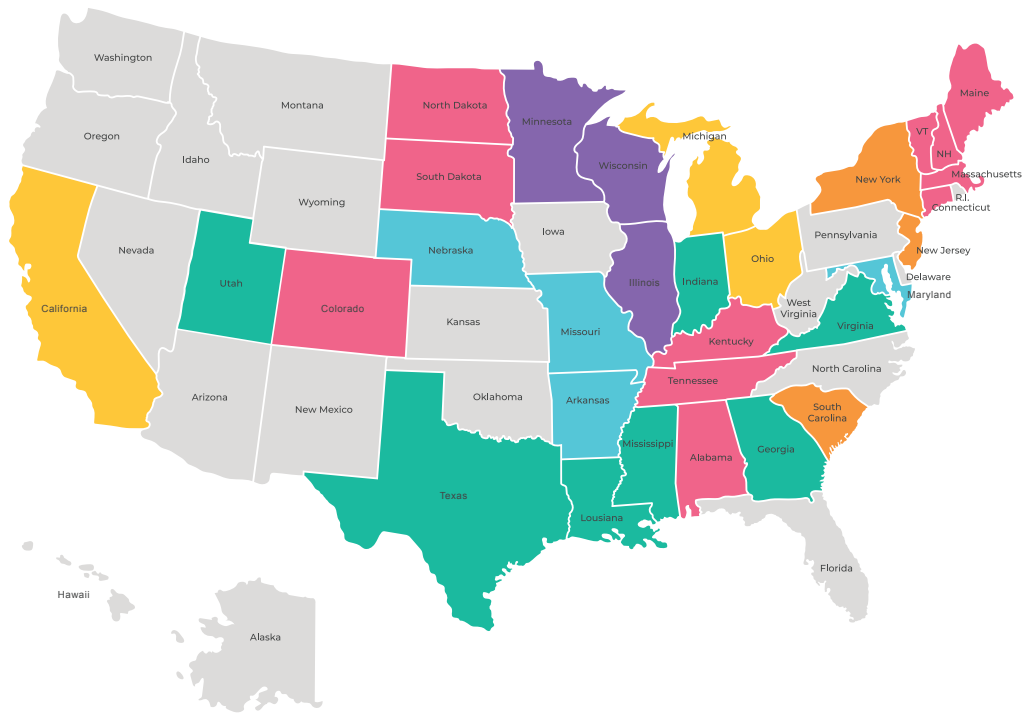 Washington
Maine
North Dakota
Montana
Minnesota
VT
Oregon
Michigan
NH
Idaho
Wisconsin
Massachusetts
South Dakota
New York
R.I.
Wyoming
Connecticut
Iowa
Pennsylvania
Nevada
Nebraska
New Jersey
Ohio
Delaware
Utah
Illinois
Indiana
Maryland
California
Colorado
West
Virginia
Kansas
Virginia
Missouri
Kentucky
North Carolina
Tennessee
Arizona
Oklahoma
Arkansas
New Mexico
South
Carolina
Mississippi
Georgia
Alabama
Texas
Lousiana
Florida
Hawaii
Alaska